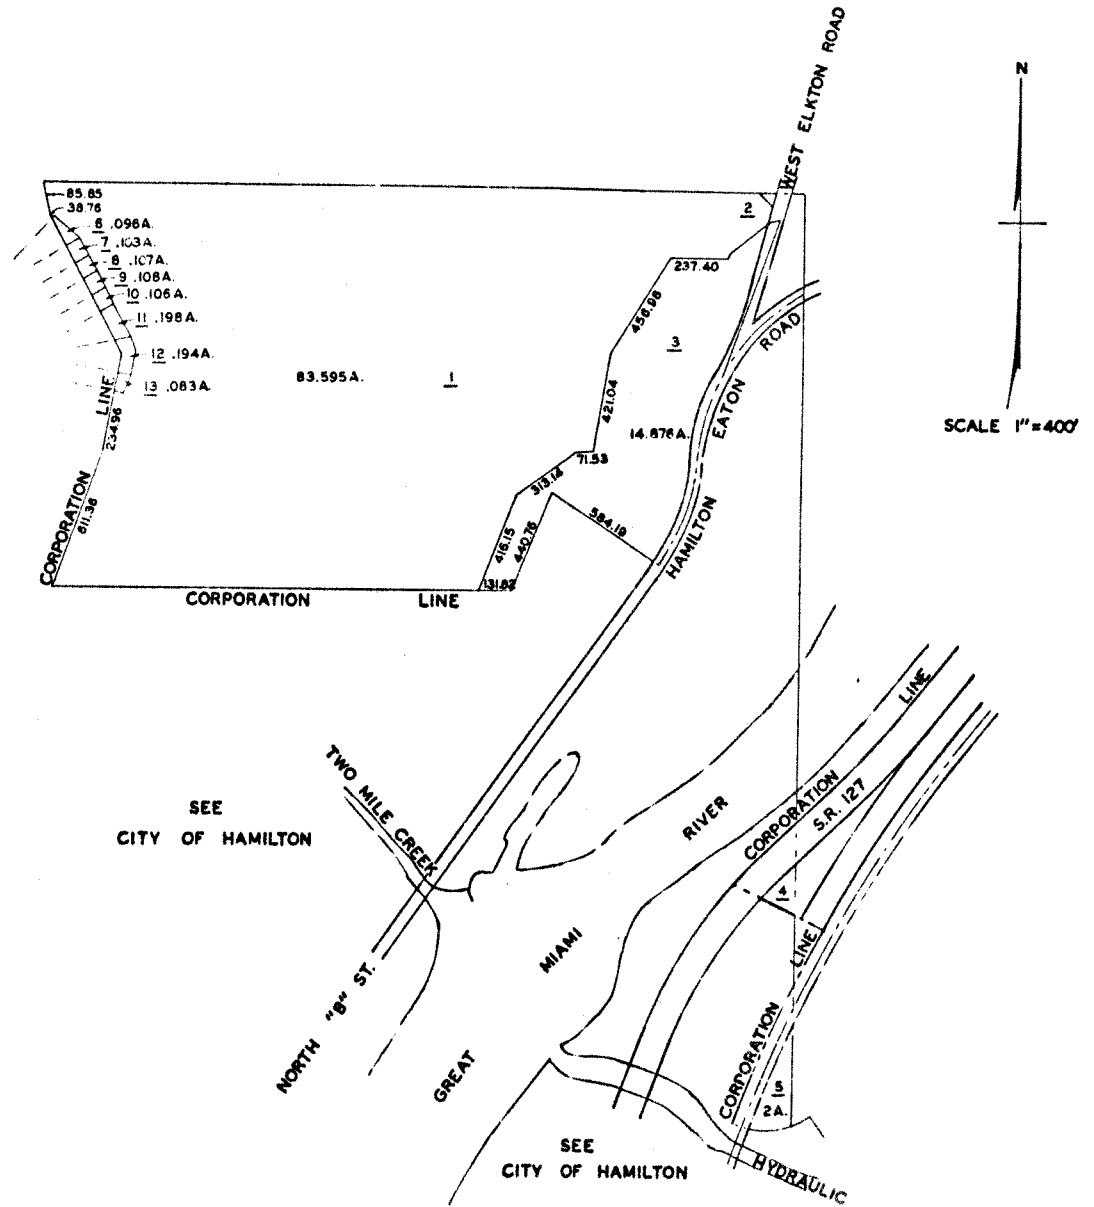 WEST ELKTON ROAD
N
SCALE 1"=400'
85.85
38.76
6 .096A.
7 .103A.
8 .107A.
9 .108A.
10 .106A.
11 .198A.
12 .194A.
13 .083A.
2
237.40
456.98
3
ROAD
83.595A.
1
421.04
LINE
234.96
EATON
14.876A.
71.53
313.14
CORPORATION
611.36
584.19
416.15
440.76
HAMILTON
131.82
CORPORATION LINE
LINE
TWO MILE CREEK
SEE
CITY OF HAMILTON
RIVER
CORPORATION
S.R. 127
4
LINE
MIAMI
NORTH "B" ST.
GREAT
CORPORATION
5
2A.
SEE
CITY OF HAMILTON
HYDRAULIC